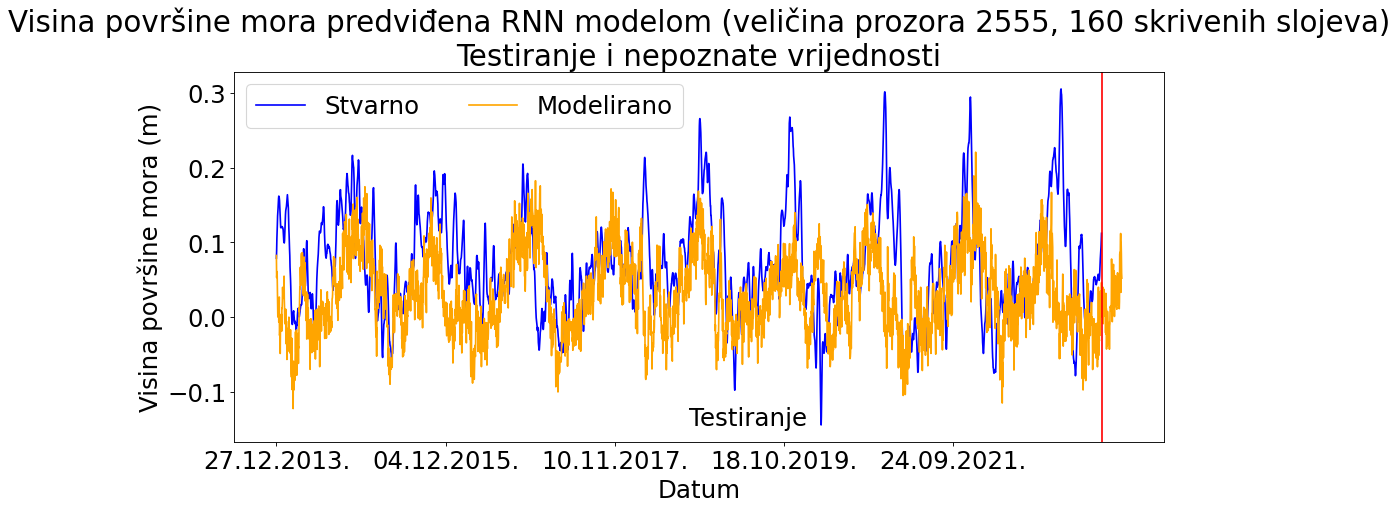 Visina površine mora predviđena RNN modelom (veličina prozora 2555, 160 skrivenih slojeva)
Testiranje i nepoznate vrijednosti
Stvarno Modelirano
Visina površine mora (m)
0.3
0.2
0.1
0.0
−0.1
Testiranje
27.12.2013. 04.12.2015. 10.11.2017. 18.10.2019. 24.09.2021.
Datum